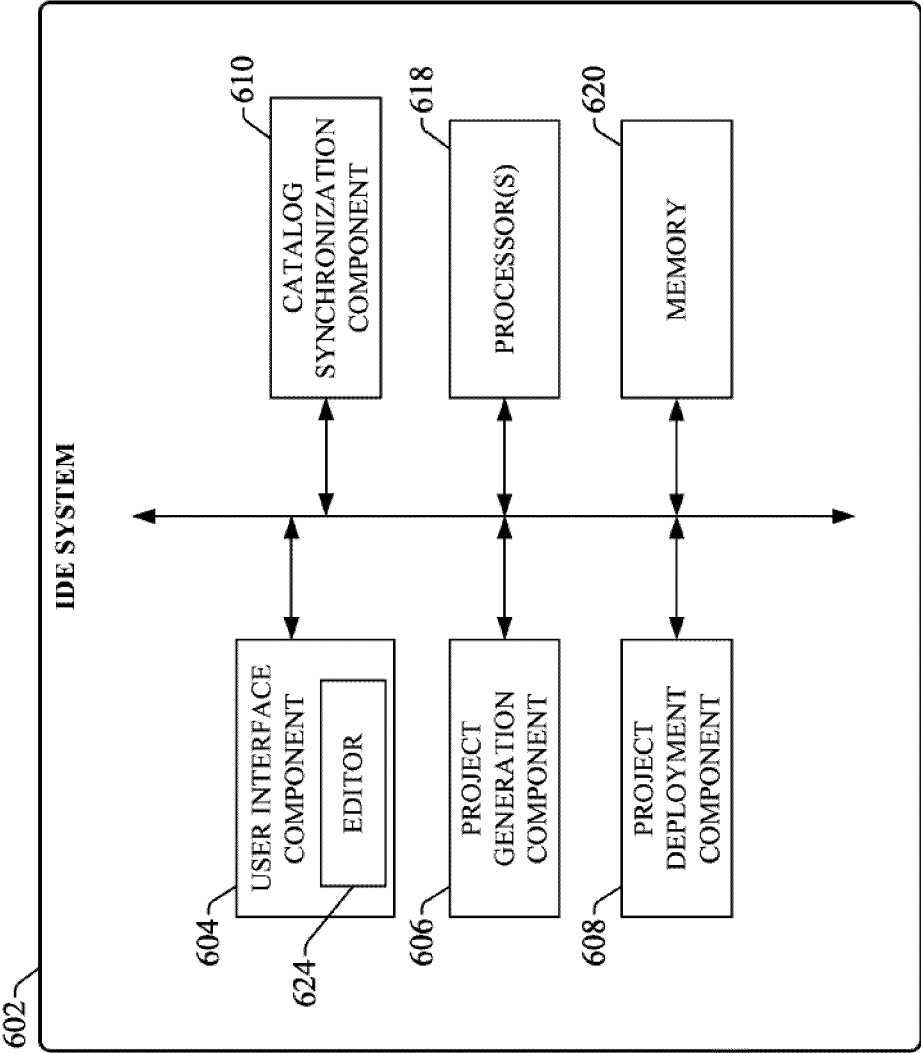 602
IDE SYSTEM
604
USER INTERFACE
COMPONENT
624
EDITOR
606
PROJECT
GENERATION
COMPONENT
608
PROJECT
DEPLOYMENT
COMPONENT
610
CATALOG
SYNCHRONIZATION
COMPONENT
618
PROCESSOR(S)
620
MEMORY